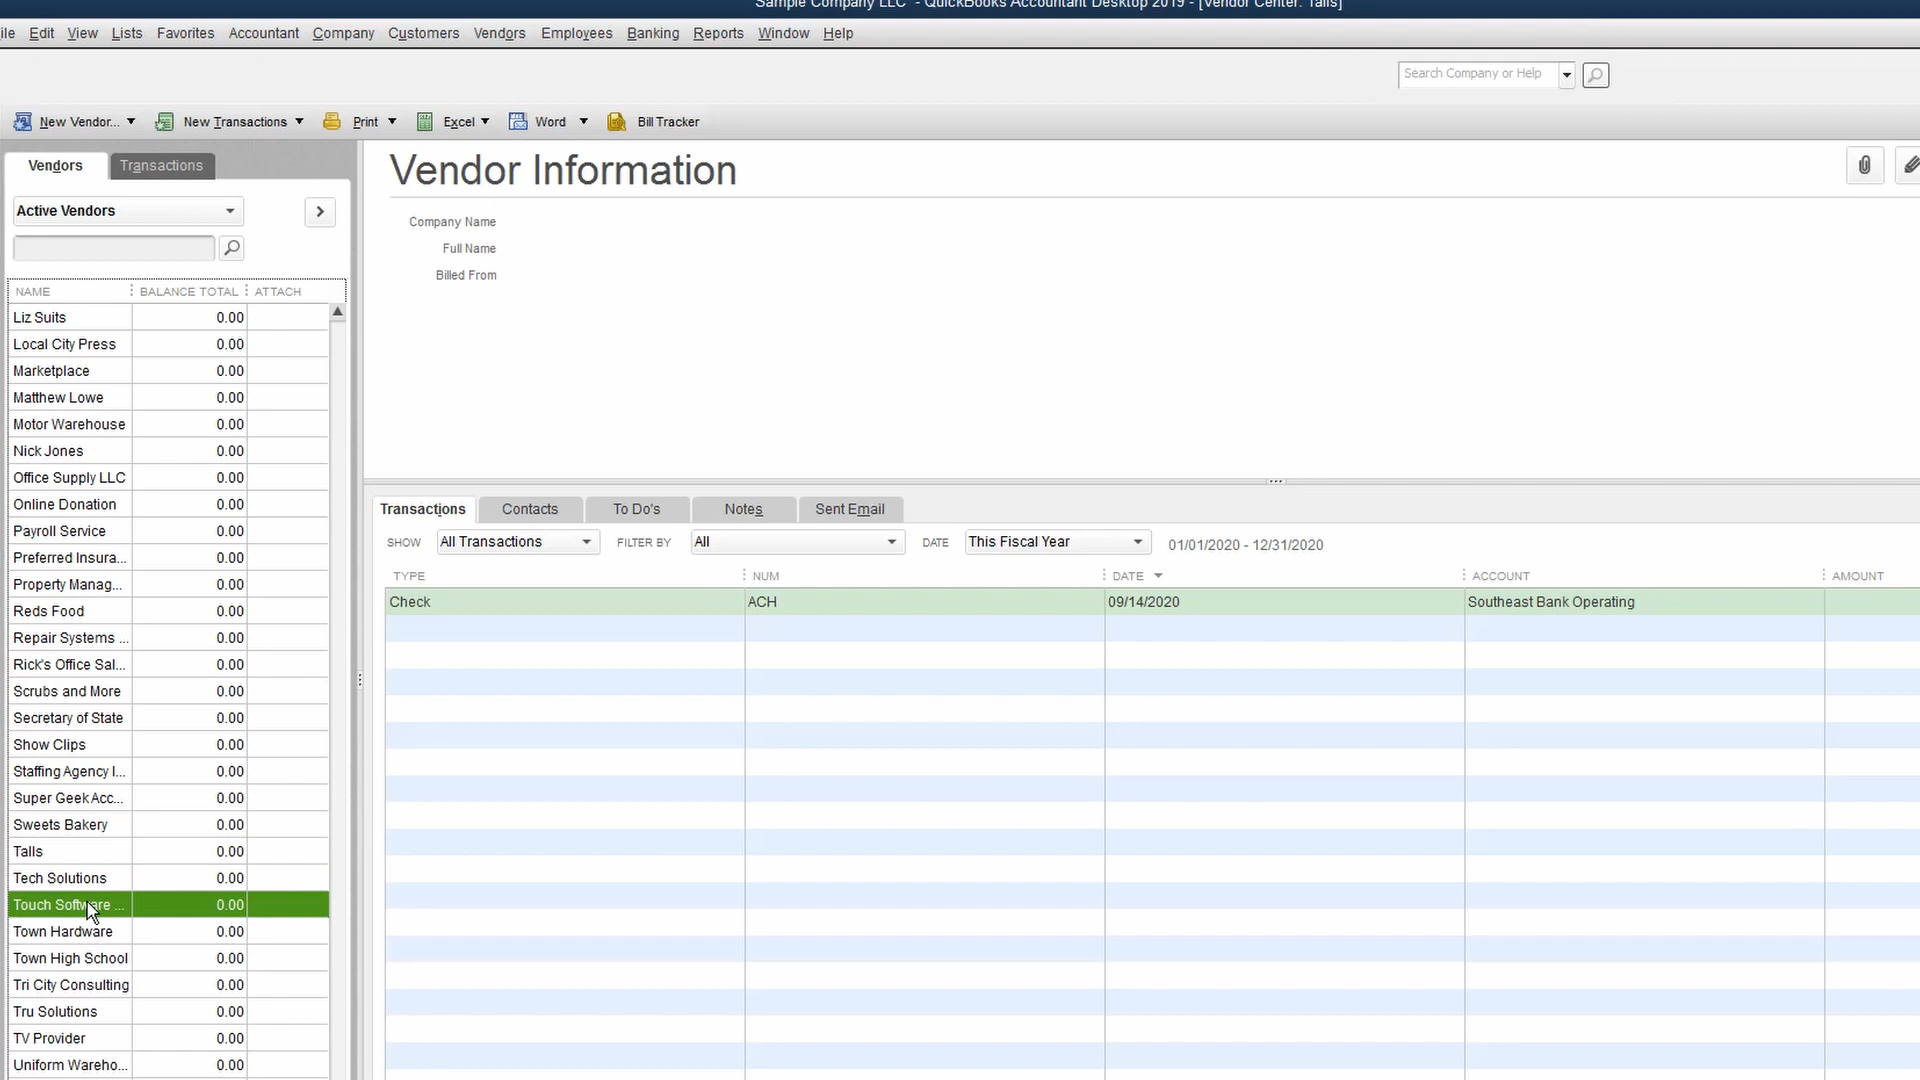 Sample Company LLC - QuickBooks Accountant Desktop 2019 - [Vendor Center: Talls]
ile Edit View Lists Favorites Accountant Company Customers Vendors Employees Banking Reports Window Help
Search Company or Help
New Vendor... New Transactions Print Excel Word Bill Tracker
Vendors Transactions
Active Vendors
NAME BALANCE TOTAL ATTACH
Liz Suits 0.00
Local City Press 0.00
Marketplace 0.00
Matthew Lowe 0.00
Motor Warehouse 0.00
Nick Jones 0.00
Office Supply LLC 0.00
Online Donation 0.00
Payroll Service 0.00
Preferred Insura... 0.00
Property Manag... 0.00
Reds Food 0.00
Repair Systems ... 0.00
Rick's Office Sal... 0.00
Scrubs and More 0.00
Secretary of State 0.00
Show Clips 0.00
Staffing Agency I... 0.00
Super Geek Acc... 0.00
Sweets Bakery 0.00
Talls 0.00
Tech Solutions 0.00
Touch Software ... 0.00
Town Hardware 0.00
Town High School 0.00
Tri City Consulting 0.00
Tru Solutions 0.00
TV Provider 0.00
Uniform Wareho... 0.00
Vendor Information
Company Name
Full Name
Billed From
Transactions Contacts To Do's Notes Sent Email
SHOW All Transactions FILTER BY All DATE This Fiscal Year 01/01/2020 - 12/31/2020
TYPE NUM DATE ACCOUNT AMOUNT
Check ACH 09/14/2020 Southeast Bank Operating